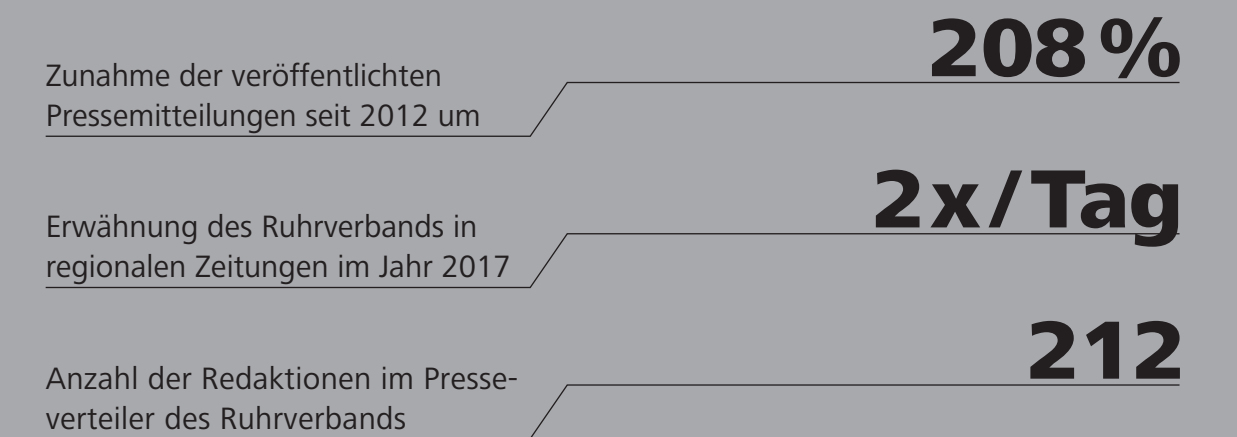 208 %
Zunahme der veröffentlichten
Pressemitteilungen seit 2012 um
2x/Tag
Erwähnung des Ruhrverbands in
regionalen Zeitungen im Jahr 2017
212
Anzahl der Redaktionen im Presse-
verteiler des Ruhrverbands